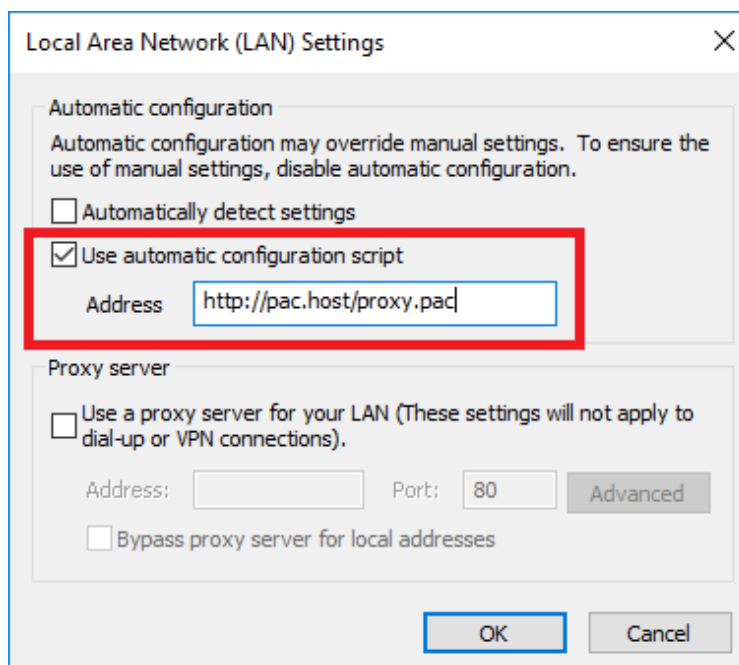 Local Area Network (LAN) Settings
Automatic configuration
Automatic configuration may override manual settings.  To ensure the
use of manual settings, disable automatic configuration.
Automatically detect settings
Use automatic configuration script
Address
http://pac.host/proxy.pac
Proxy server
Use a proxy server for your LAN (These settings will not apply to
dial-up or VPN connections).
Address:
Port:
80
Advanced
Bypass proxy server for local addresses
OK
Cancel